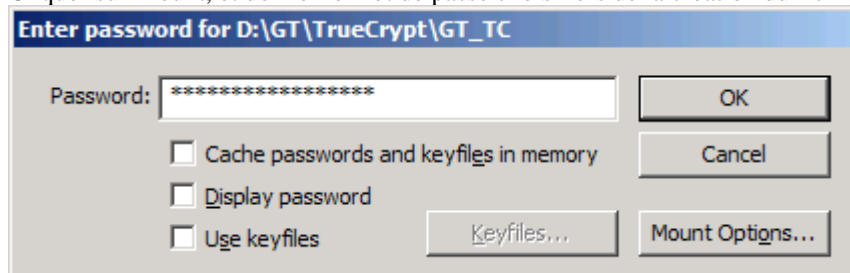 Enter password for D:\GT\TrueCrypt\GT_TC
Password: *****************
OK
Cache passwords and keyfiles in memory
Cancel
Display password
Use keyfiles
Keyfiles...
Mount Options...